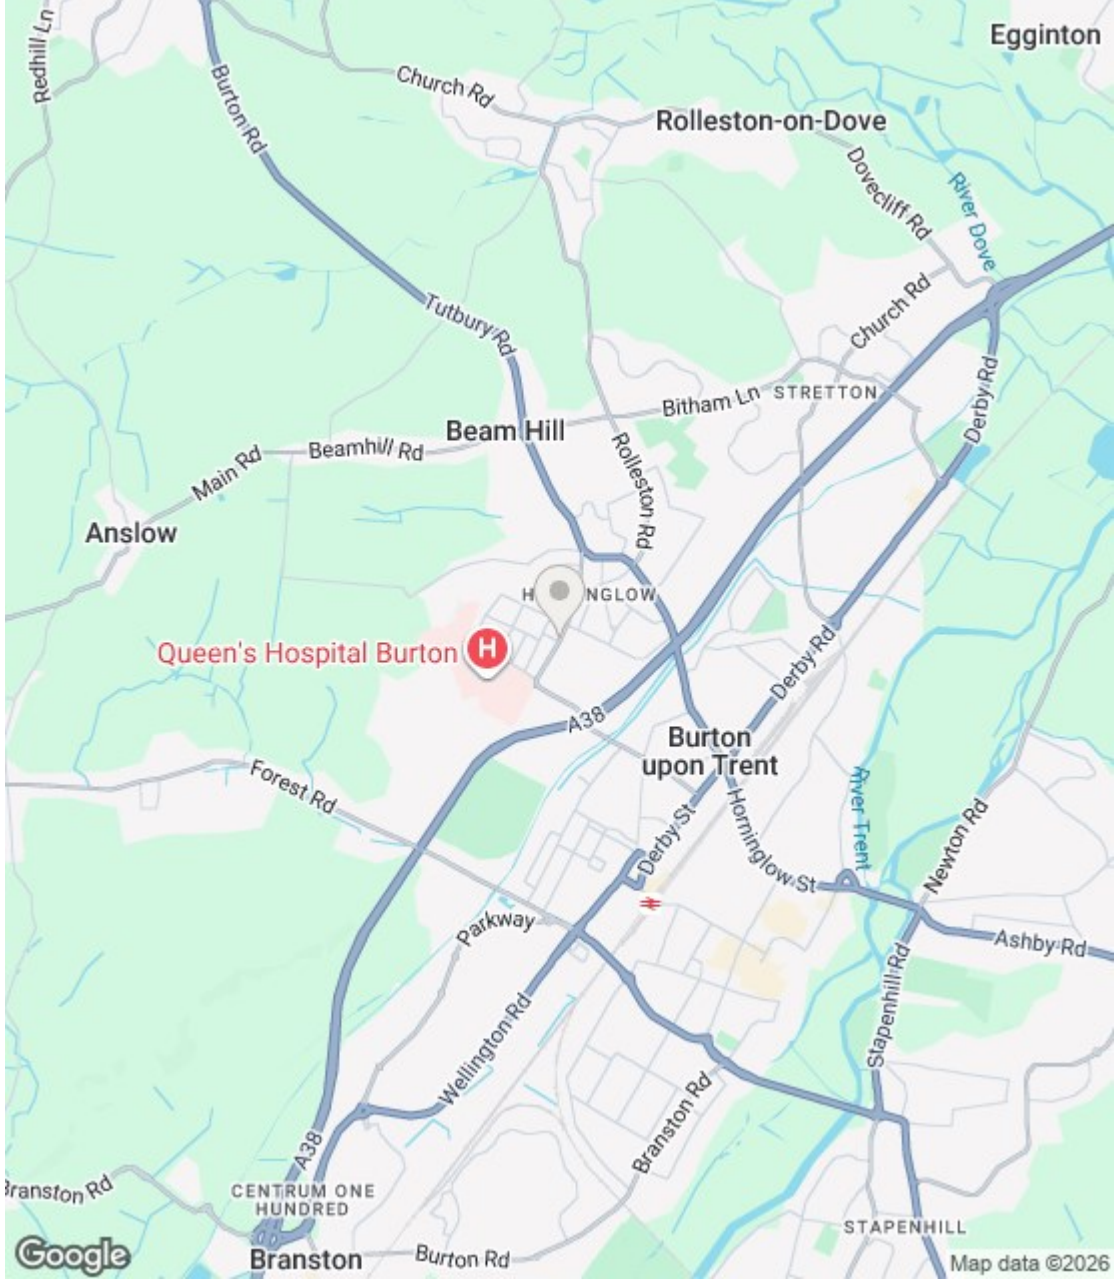 Egginton
Redhill Ln
Church Rd
Burton Rd
Rolleston-on-Dove
Dovecliff Rd
River Dove
Church Rd
Tutbury Rd
Derby Rd
STRETTON
Bitham Ln
Beam Hill
Beamhill Rd
Main Rd
Rolleston Rd
Anslow
H
NGLOW
Queen's Hospital Burton
H
Derby Rd
A38
Burton
upon Trent
Forest Rd
River Trent
Horninglow St
Derby St
Newton Rd
Parkway
Ashby Rd
Stapenhill Rd
Wellington Rd
Branston Rd
A38
Branston Rd
CENTRUM ONE
HUNDRED
STAPENHILL
Branston
Burton Rd
Google
Map data ©2026